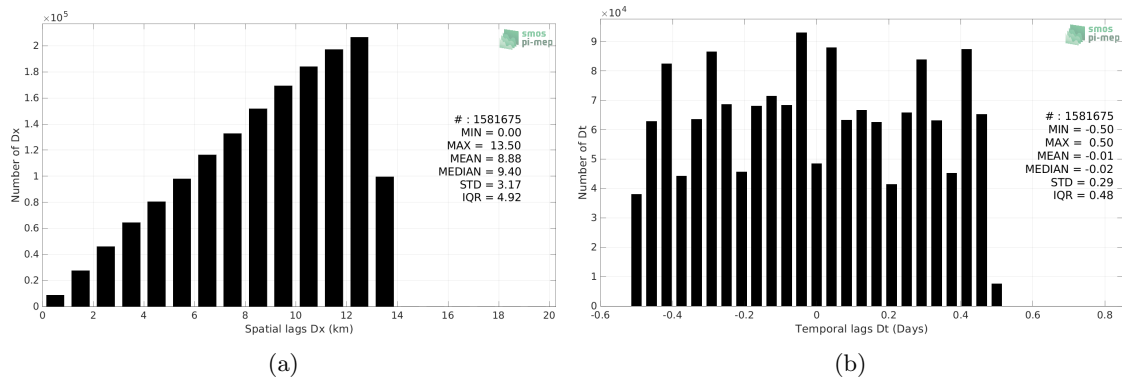 ×10⁵
2
1.8
1.6
1.4
1.2
1
0.8
0.6
0.4
0.2
0
Number of Dx
smos
pi-mep
# : 1581675
MIN = 0.00
MAX = 13.50
MEAN = 8.88
MEDIAN = 9.40
STD = 3.17
IQR = 4.92
0 2 4 6 8 10 12 14 16 18 20
Spatial lags Dx (km)
(a)
×10⁴
9
8
7
6
5
4
3
2
1
0
Number of Dt
smos
pi-mep
# : 1581675
MIN = -0.50
MAX = 0.50
MEAN = -0.01
MEDIAN = -0.02
STD = 0.29
IQR = 0.48
-0.6 -0.4 -0.2 0 0.2 0.4 0.6 0.8
Temporal lags Dt (Days)
(b)